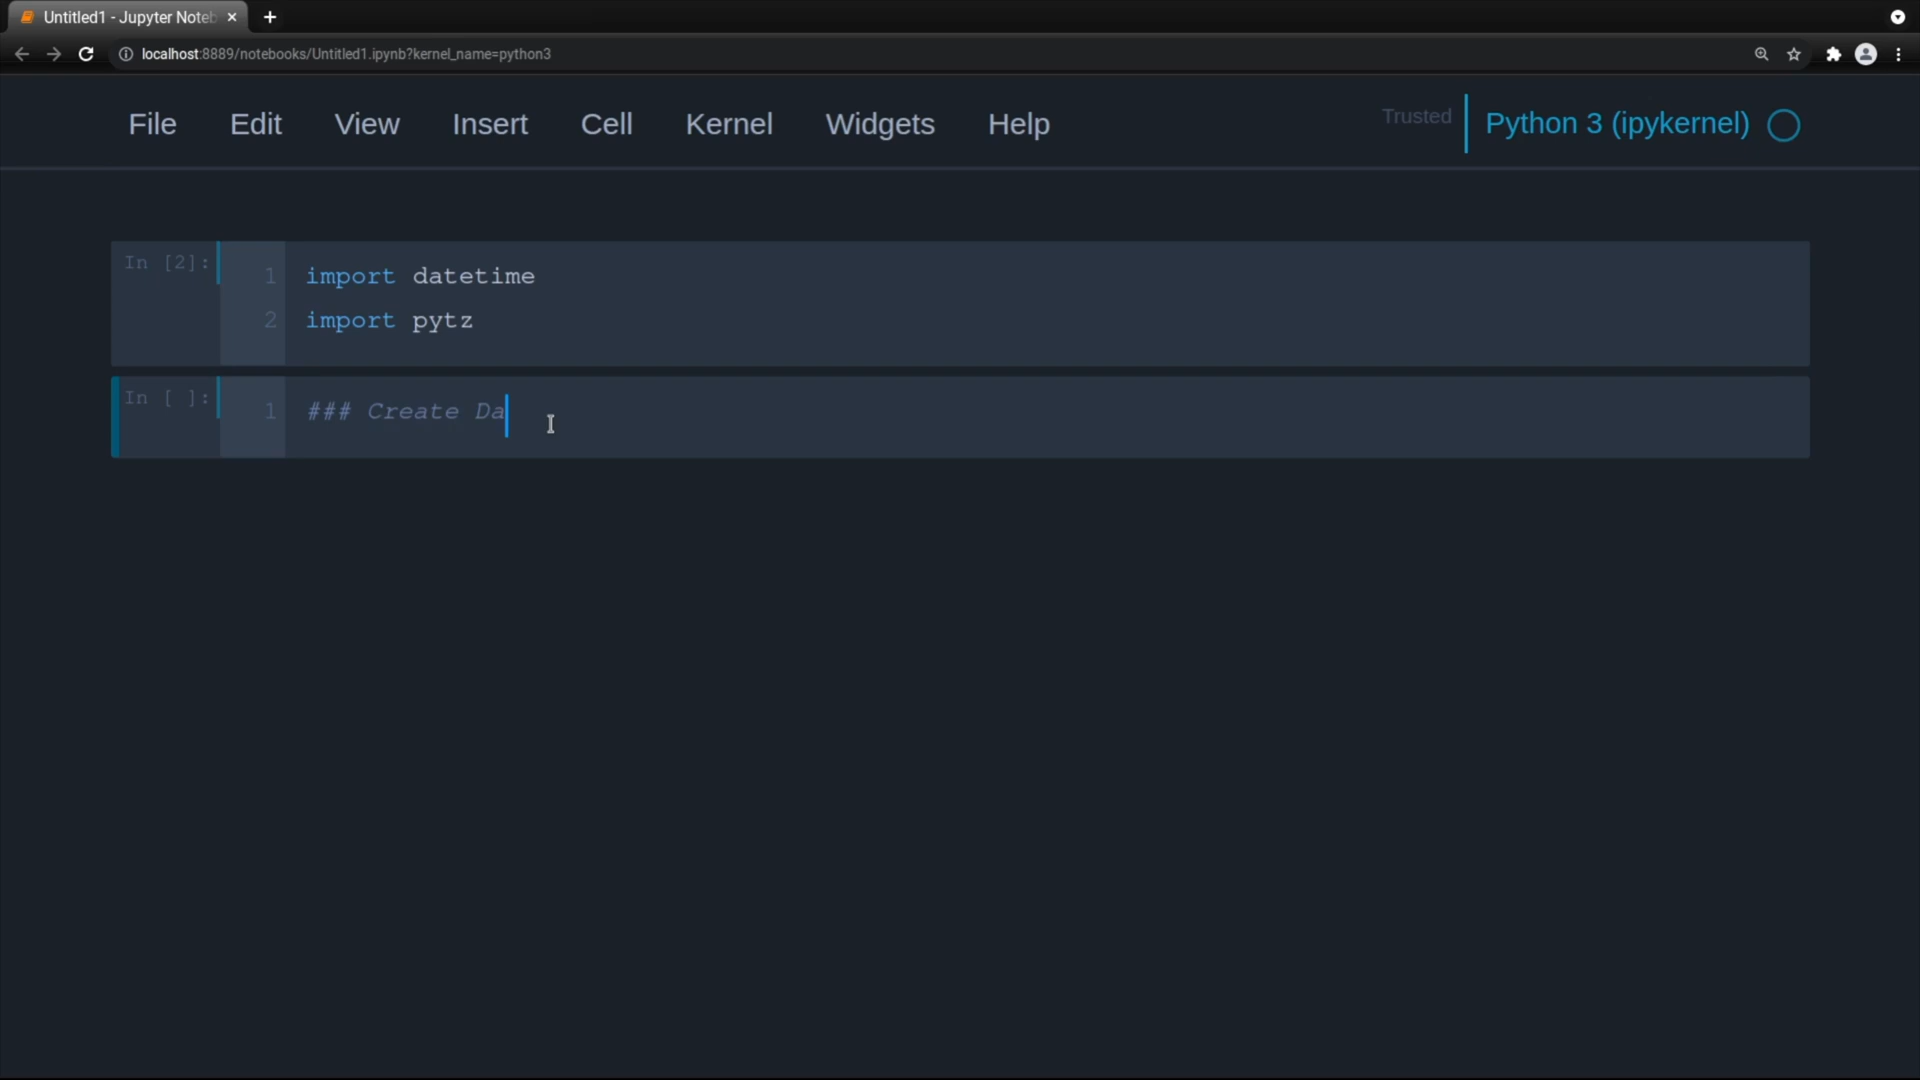 Untitled1 - Jupyter Noteb
localhost:8889/notebooks/Untitled1.ipynb?kernel_name=python3
File Edit View Insert Cell Kernel Widgets Help Trusted Python 3 (ipykernel)
In [2]:
1 import datetime
2 import pytz
In [ ]:
1 ### Create Da